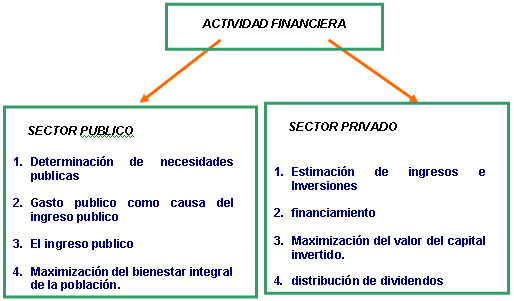 ACTIVIDAD FINANCIERA
SECTOR PUBLICO
1. Determinación de necesidades
publicas
2. Gasto publico como causa del
ingreso publico
3. El ingreso publico
4. Maximización del bienestar integral
de la población.
SECTOR PRIVADO
1. Estimación de ingresos e
Inversiones
2. financiamiento
3. Maximización del valor del capital
invertido.
4. distribución de dividendos